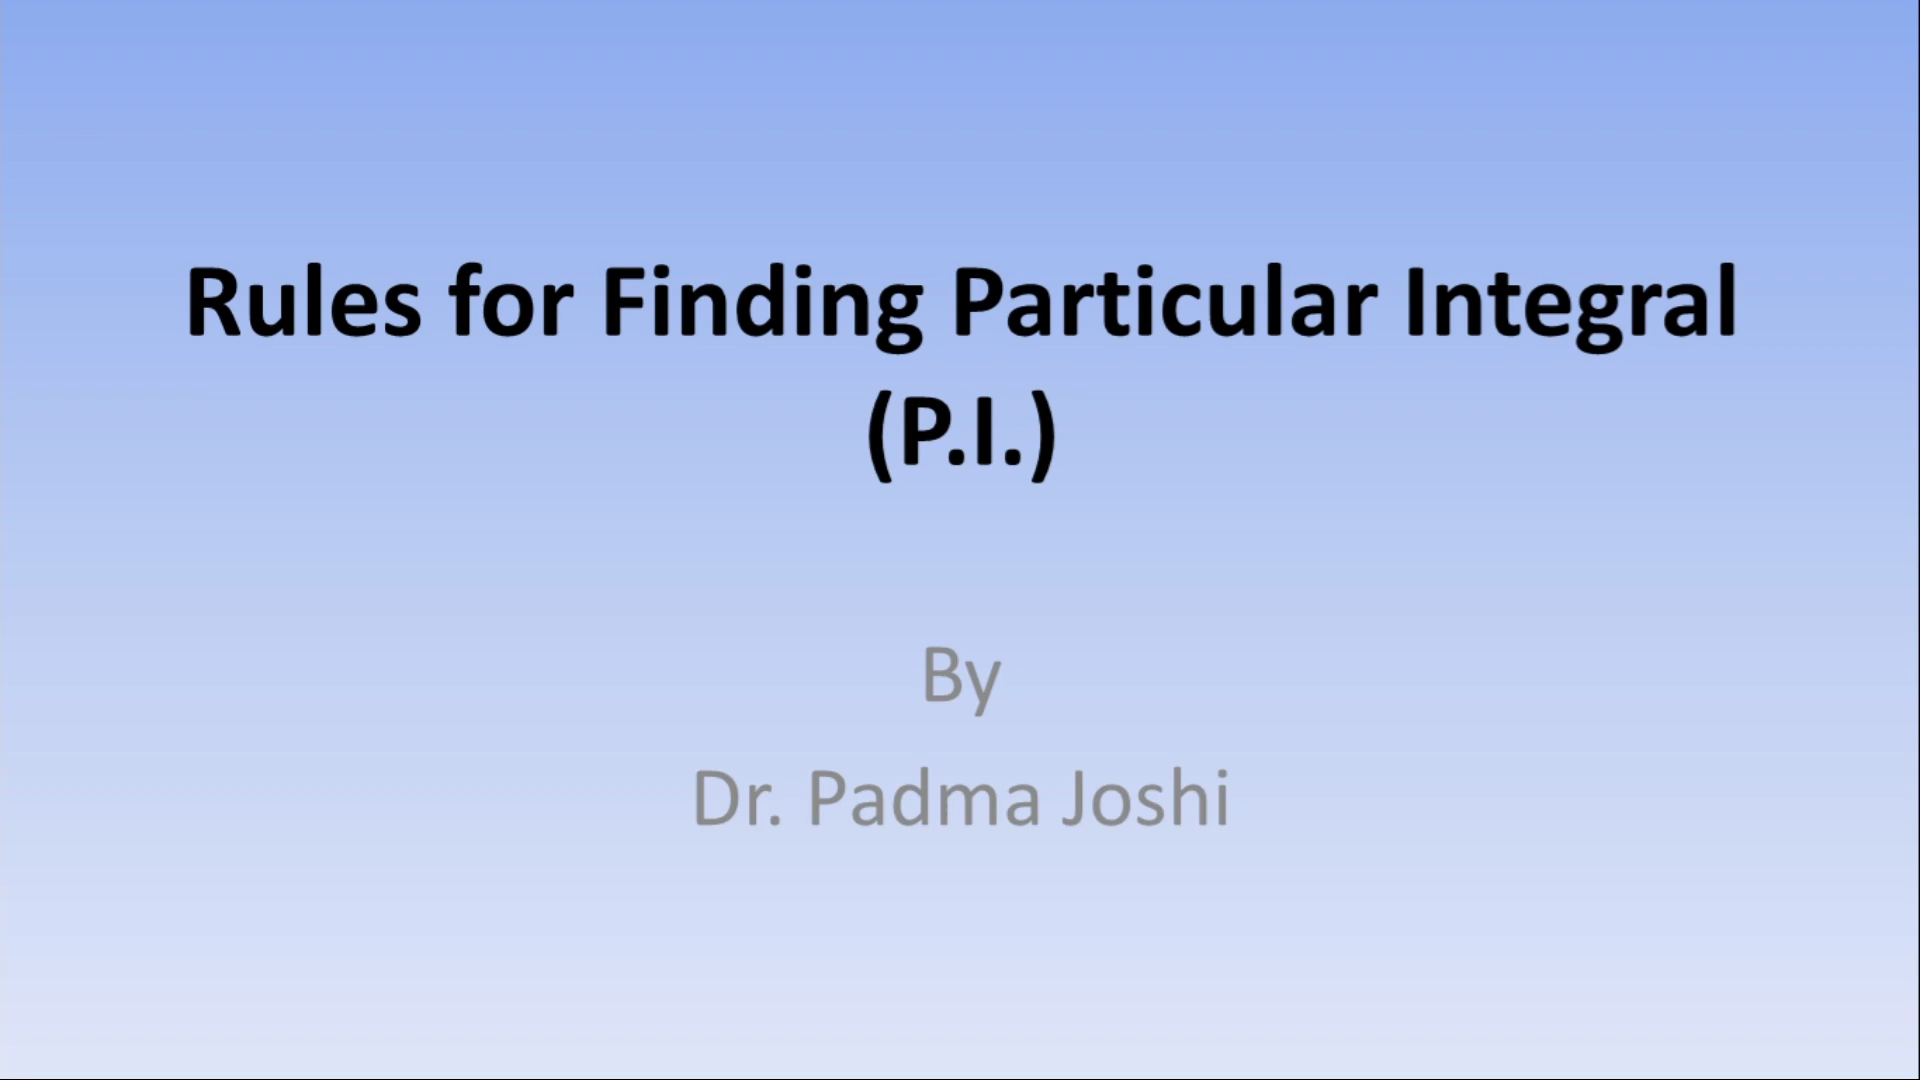 Rules for Finding Particular Integral
(P.I.)
By
Dr. Padma Joshi